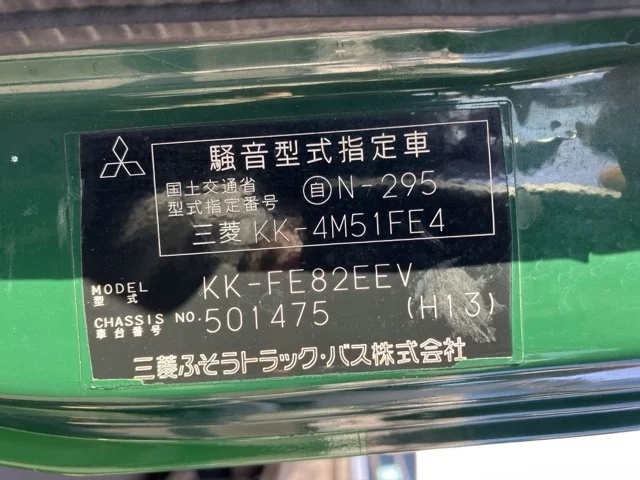 騒音型式指定車
国土交通省
型式指定番号 自N-295
三菱 KK-4M51FE4
MODEL
型式 KK-FE82EEV
CHASSIS NO.
車台番号 501475 (H13)
三菱ふそうトラック・バス株式会社